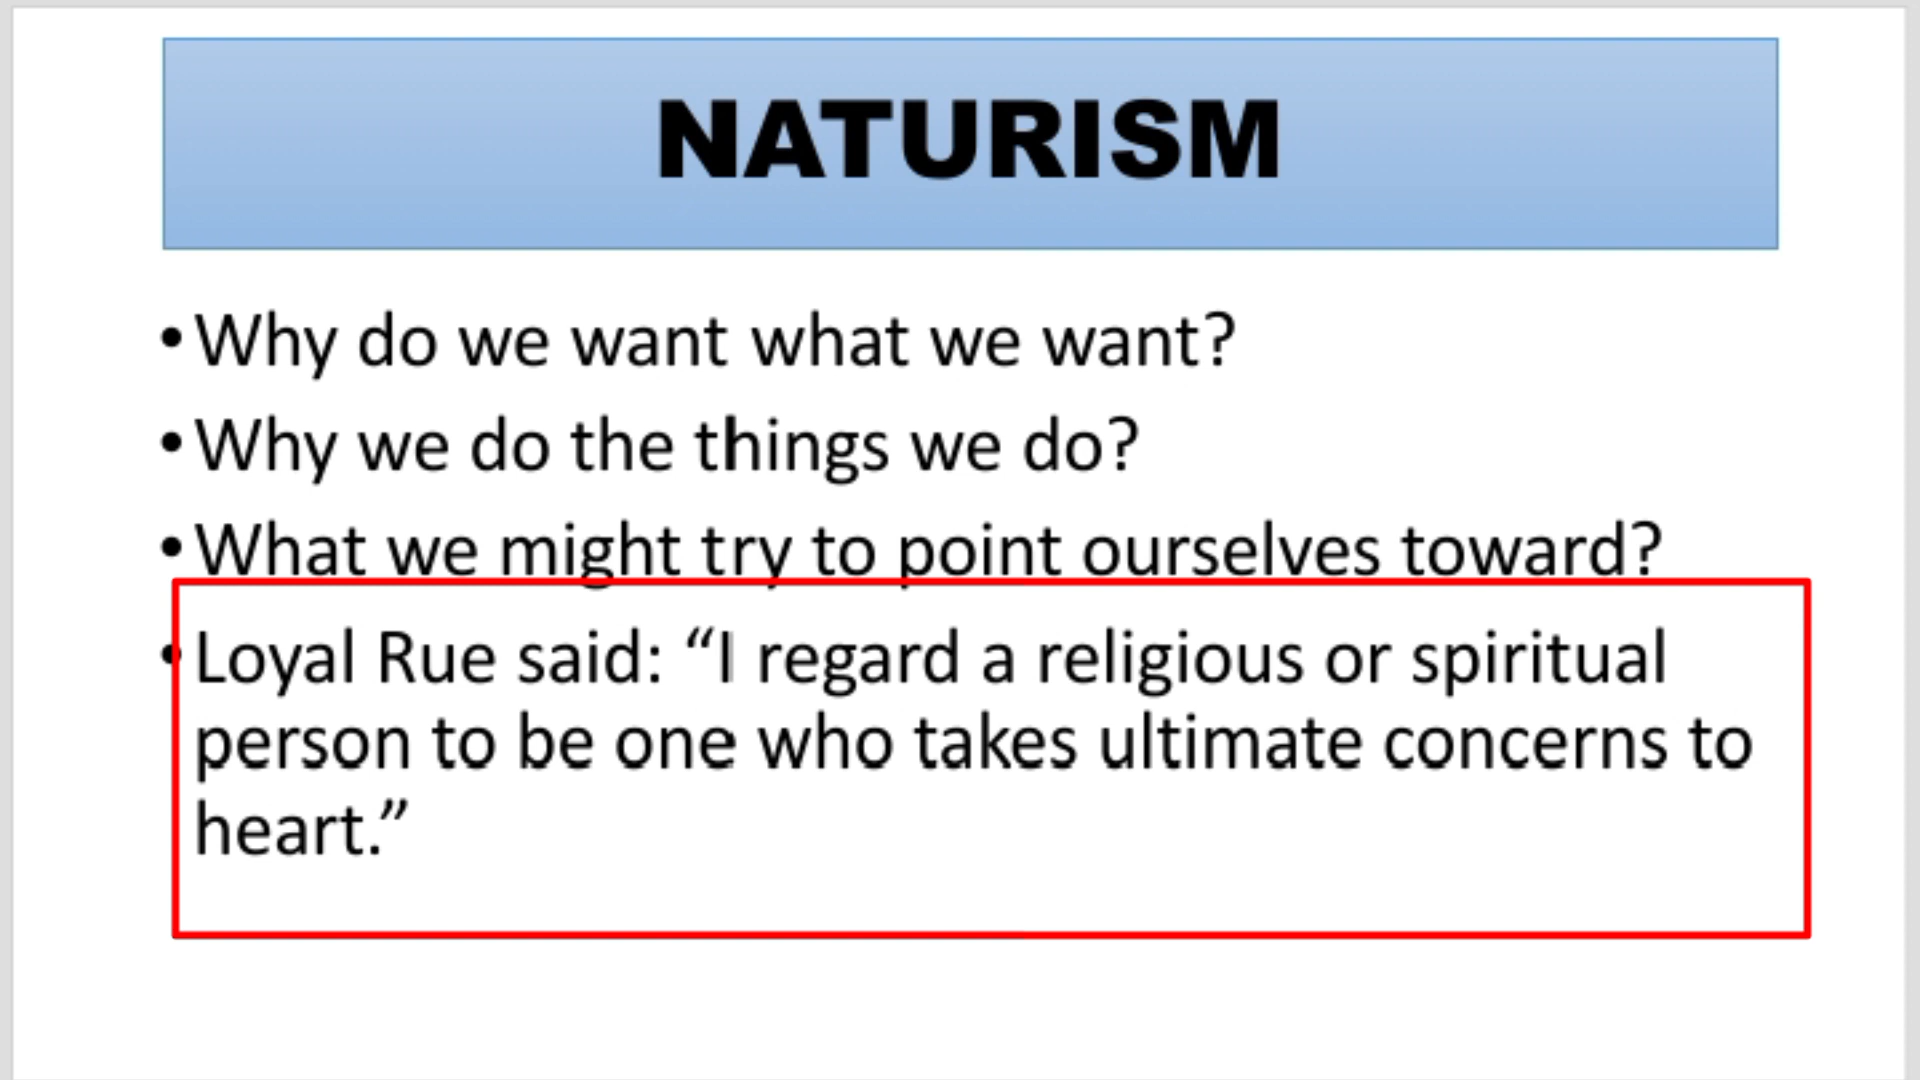 NATURISM
• Why do we want what we want?
• Why we do the things we do?
• What we might try to point ourselves toward?
• Loyal Rue said: “I regard a religious or spiritual
person to be one who takes ultimate concerns to
heart.”